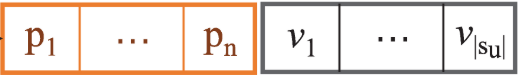 p₁ ⋯ pₙ v₁ ⋯ v|sᵤ|